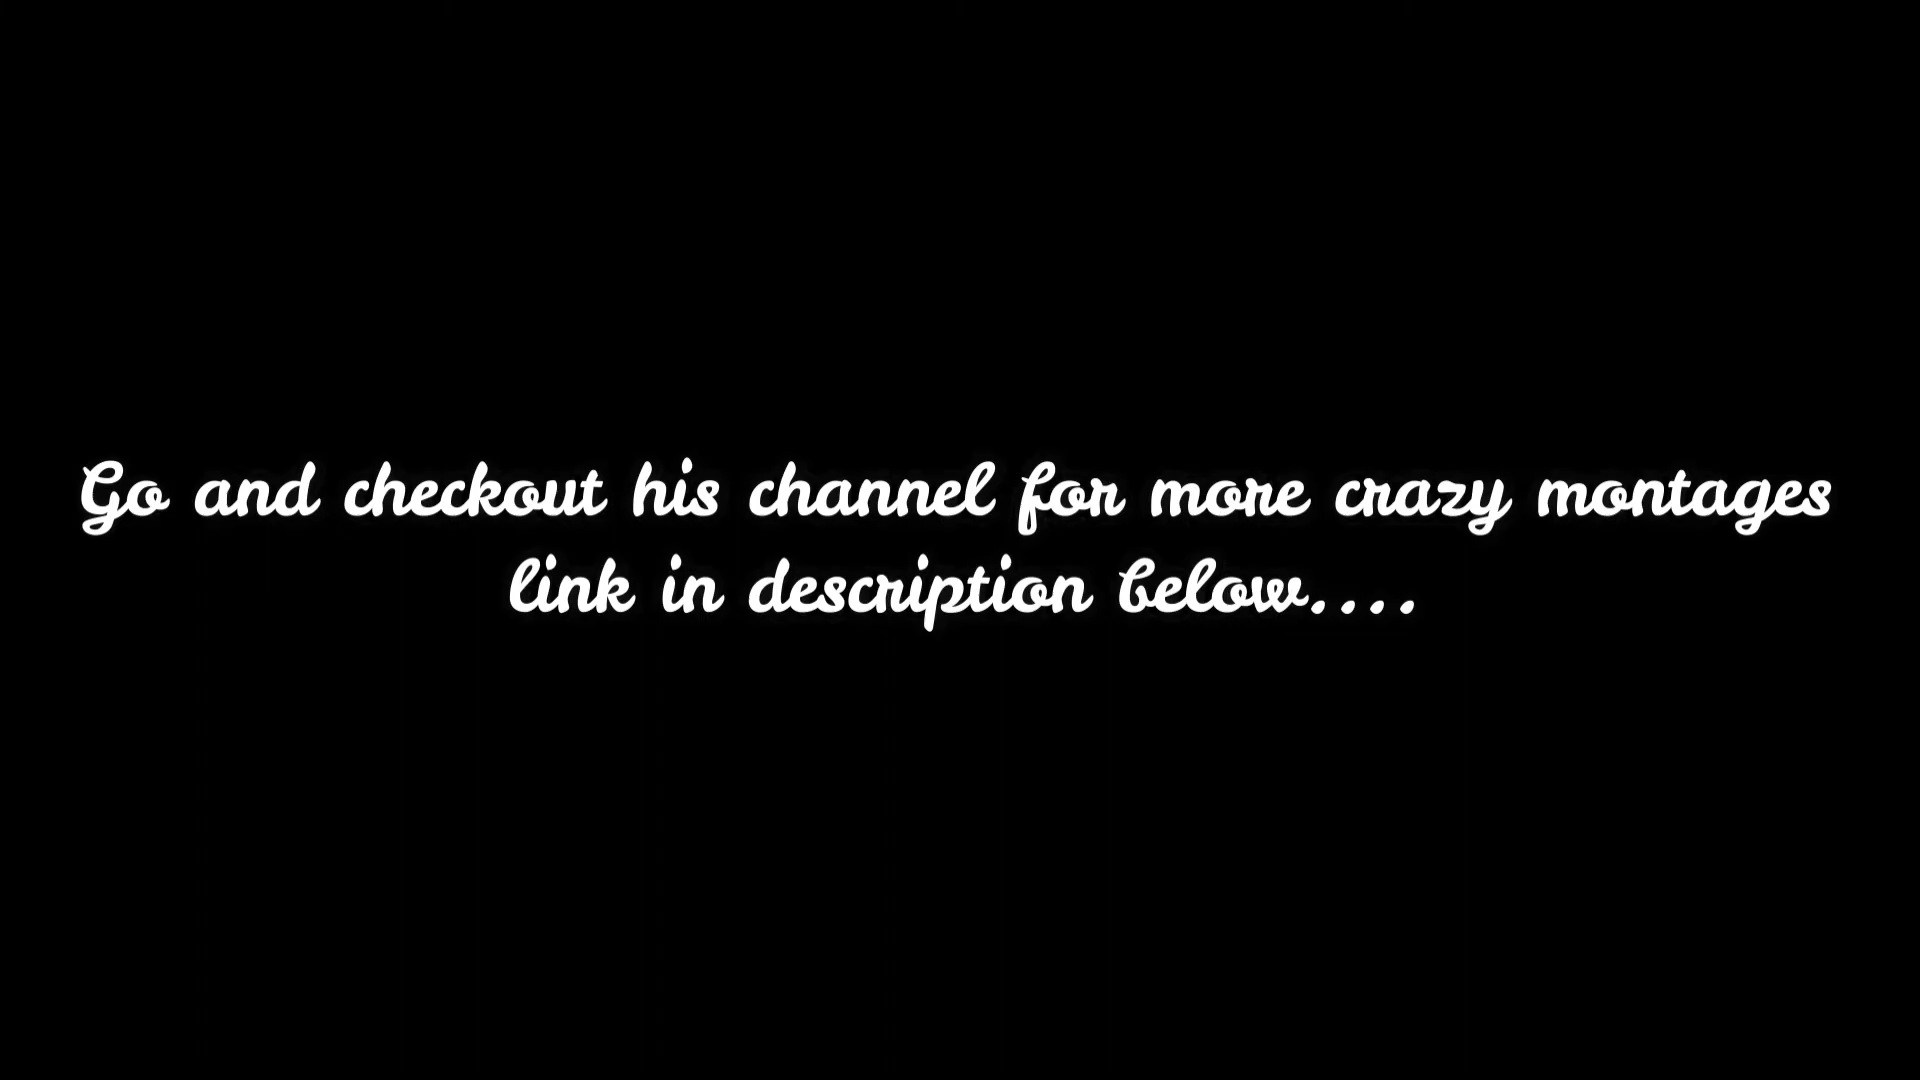 Go and checkout his channel for more crazy montages
link in description below....